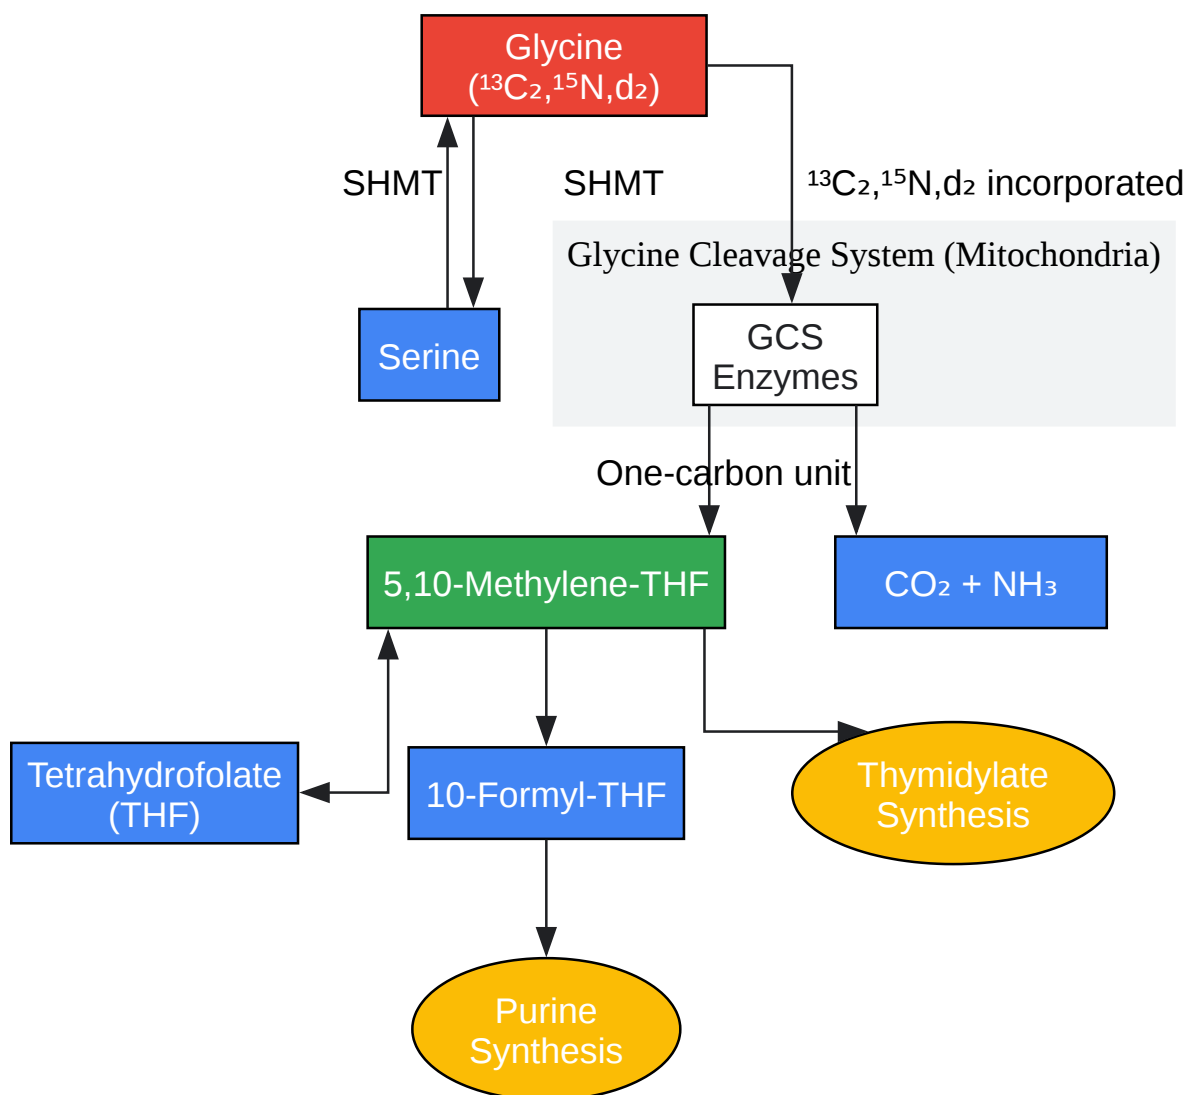 Glycine
(¹³C₂,¹⁵N,d₂)
SHMT
SHMT
¹³C₂,¹⁵N,d₂ incorporated
Glycine Cleavage System (Mitochondria)
GCS
Enzymes
Serine
One-carbon unit
5,10-Methylene-THF
CO₂ + NH₃
Tetrahydrofolate
(THF)
10-Formyl-THF
Thymidylate
Synthesis
Purine
Synthesis